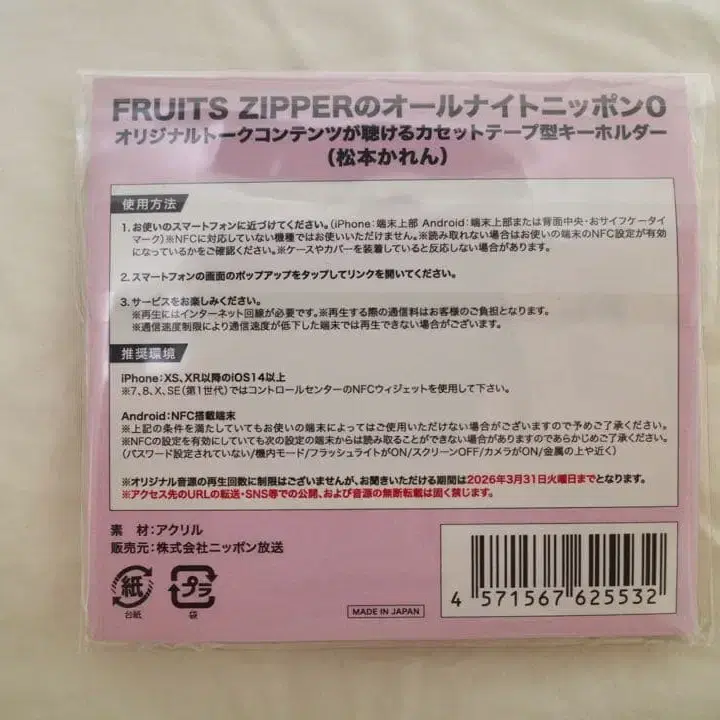 FRUITS ZIPPERのオールナイトニッポン0
オリジナルトークコンテンツが聴けるカセットテープ型キーホルダー
（松本かれん）
使用方法
1. お使いのスマートフォンに近づけてください。（iPhone：端末上部 Android：端末上部または背面中央・おサイフケータイ
マーク）※NFCに対応していない機種ではお使いいただけません。※読み取れない場合はお使いの端末のNFC設定が有効
になっているかをご確認ください。※ケースやカバーを装着していると反応しない場合があります。
2. スマートフォンの画面のポップアップをタップしてリンクを開いてください。
3. サービスをお楽しみください。
※再生にはインターネット回線が必要です。※再生する際の通信料はお客様のご負担となります。
※通信速度制限により通信速度が低下した端末では再生できない場合がございます。
推奨環境
iPhone：XS、XR以降のiOS14以上
※7、8、X、SE（第1世代）ではコントロールセンターのNFCウィジェットを使用して下さい。
Android：NFC搭載端末
※上記の条件を満たしていてもお使いの端末によってはご使用いただけない場合がございますので予めご了承ください。
※NFCの設定を有効にしていても次の設定の端末からは読み取ることができない場合がありますのであらかじめご了承ください。
（パスワード設定されていない/機内モード/フラッシュライトがON/スクリーンOFF/カメラがON/金属の上や近く）
※オリジナル音源の再生回数に制限はございませんが、お聞きいただける期間は2026年3月31日火曜日までとなります。
※アクセス先のURLの転送・SNS等での公開、および音源の無断転載は固く禁じます。
素　材：アクリル
販売元：株式会社ニッポン放送
紙
台紙
プラ
袋
MADE IN JAPAN
4 571567 625532